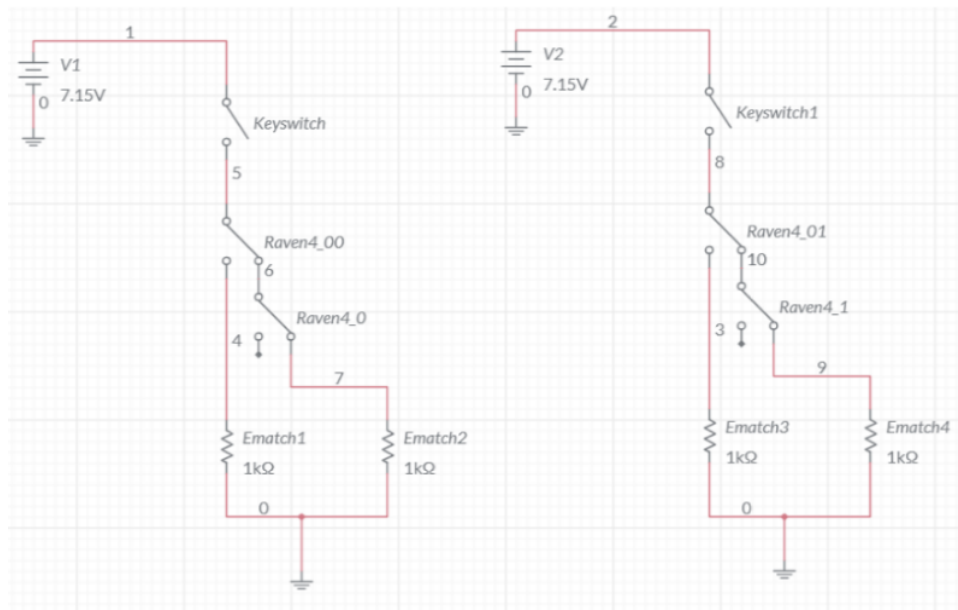 1
V1
0
7.15V
Keyswitch
5
Raven4_00
6
Raven4_0
4
7
Ematch1
1kΩ
Ematch2
1kΩ
0
2
V2
0
7.15V
Keyswitch1
8
Raven4_01
10
Raven4_1
3
9
Ematch3
1kΩ
Ematch4
1kΩ
0